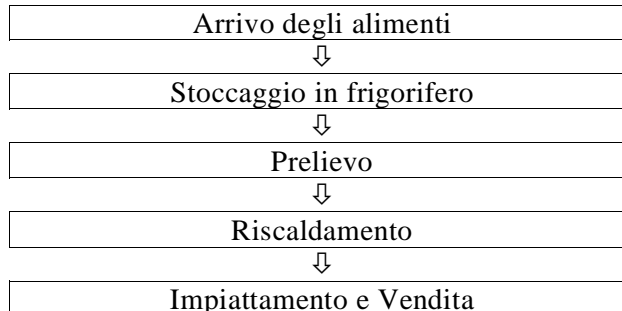 Arrivo degli alimenti
⇩
Stoccaggio in frigorifero
⇩
Prelievo
⇩
Riscaldamento
⇩
Impiattamento e Vendita